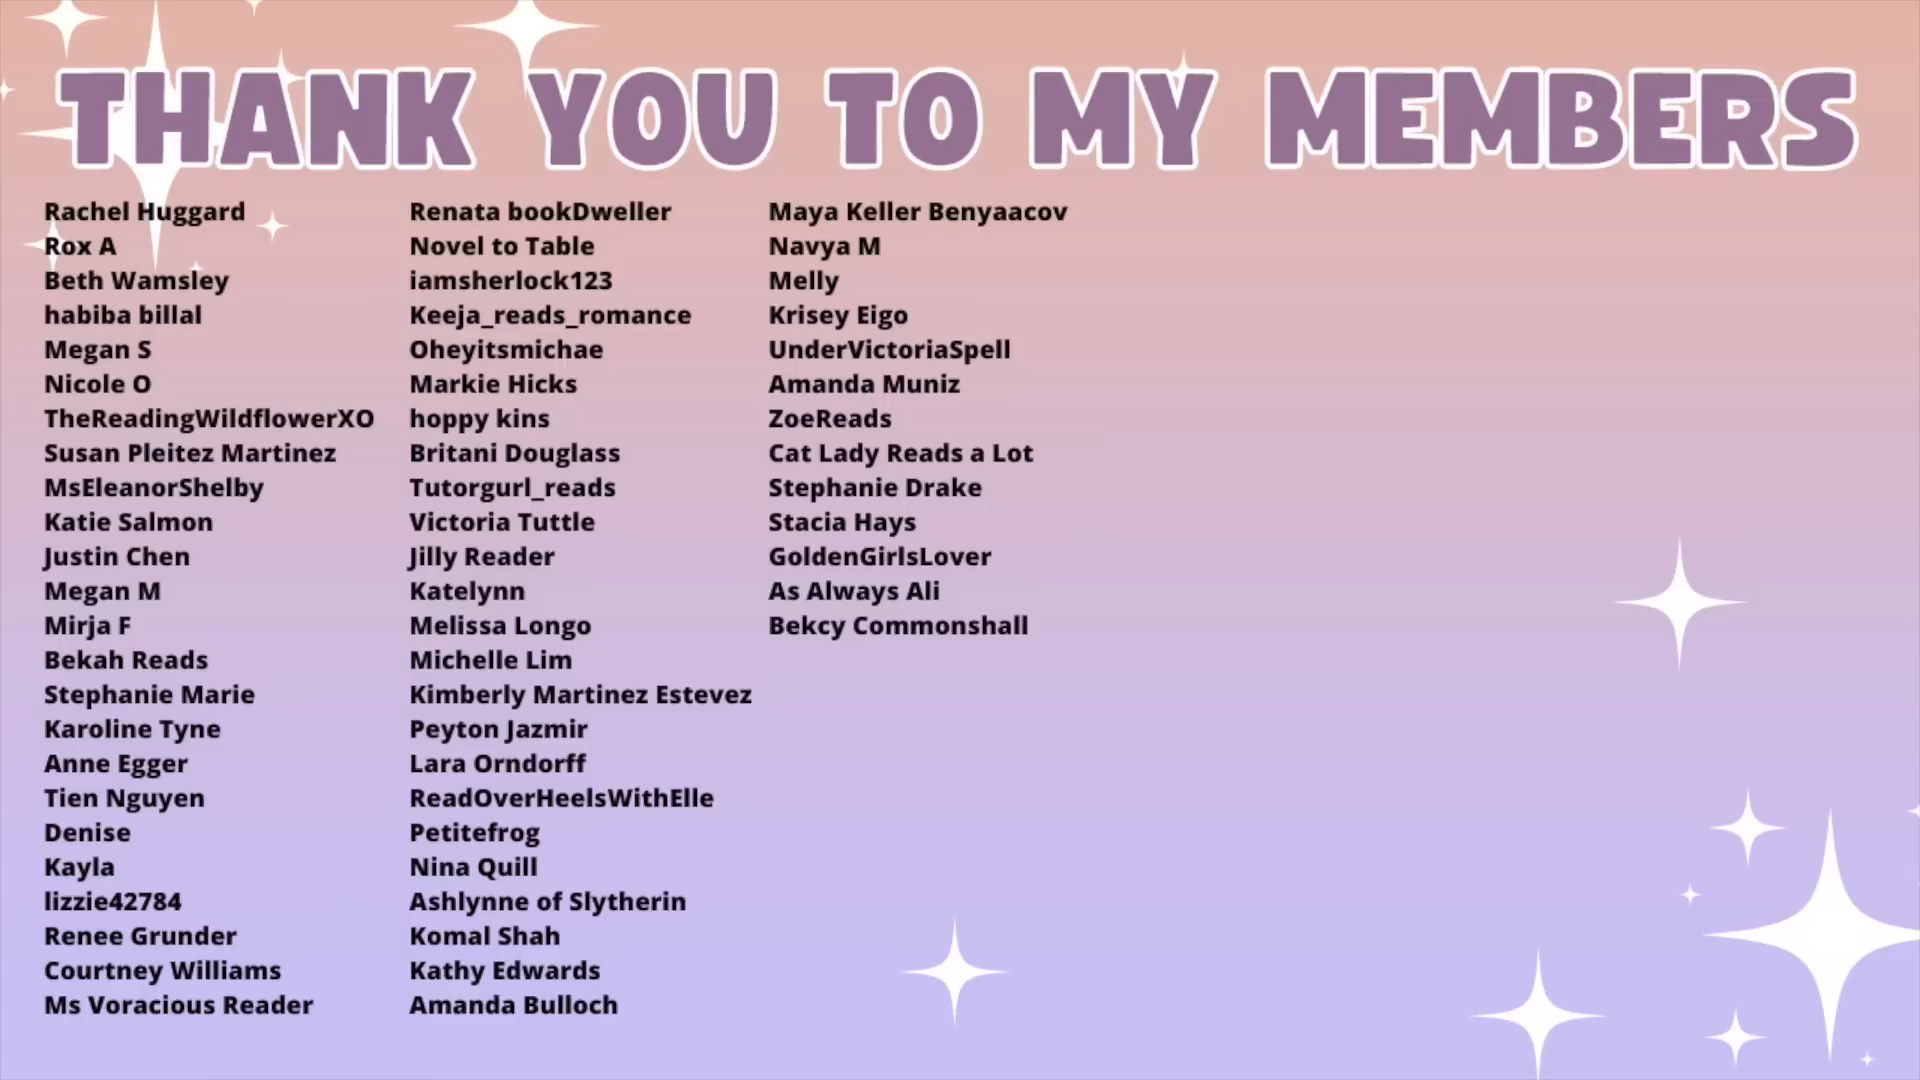 THANK YOU TO MY MEMBERS
Rachel Huggard
Rox A
Beth Wamsley
habiba billal
Megan S
Nicole O
TheReadingWildflowerXO
Susan Pleitez Martinez
MsEleanorShelby
Katie Salmon
Justin Chen
Megan M
Mirja F
Bekah Reads
Stephanie Marie
Karoline Tyne
Anne Egger
Tien Nguyen
Denise
Kayla
lizzie42784
Renee Grunder
Courtney Williams
Ms Voracious Reader
Renata bookDweller
Novel to Table
iamsherlock123
Keeja_reads_romance
Oheyitsmichae
Markie Hicks
hoppy kins
Britani Douglass
Tutorgurl_reads
Victoria Tuttle
Jilly Reader
Katelynn
Melissa Longo
Michelle Lim
Kimberly Martinez Estevez
Peyton Jazmir
Lara Orndorff
ReadOverHeelsWithElle
Petitefrog
Nina Quill
Ashlynne of Slytherin
Komal Shah
Kathy Edwards
Amanda Bulloch
Maya Keller Benyaacov
Navya M
Melly
Krisey Eigo
UnderVictoriaSpell
Amanda Muniz
ZoeReads
Cat Lady Reads a Lot
Stephanie Drake
Stacia Hays
GoldenGirlsLover
As Always Ali
Bekcy Commonshall